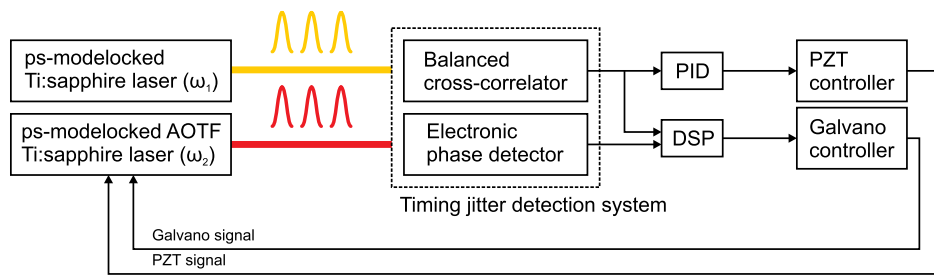 ps-modelocked
Ti:sapphire laser (ω₁)
Balanced
cross-correlator
PID
PZT
controller
ps-modelocked AOTF
Ti:sapphire laser (ω₂)
Electronic
phase detector
DSP
Galvano
controller
Timing jitter detection system
Galvano signal
PZT signal